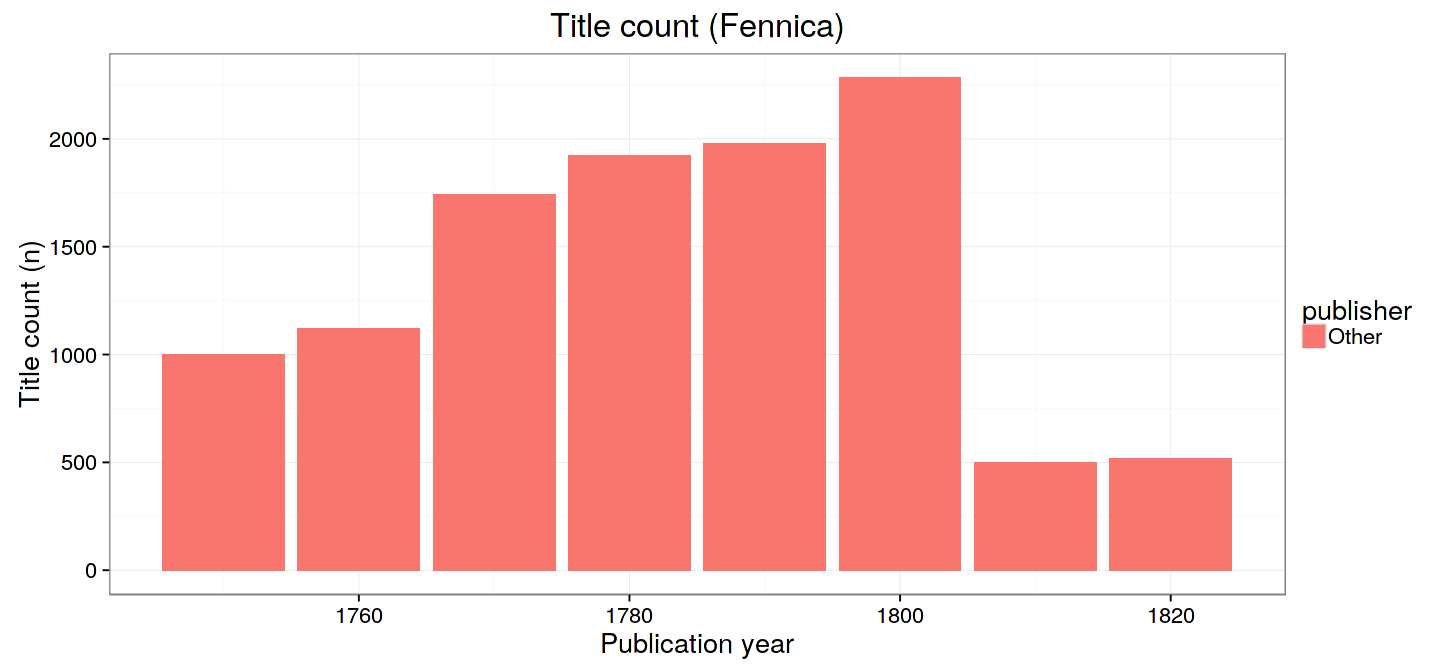 Title count (Fennica)
Title count (n)
2000
1500
1000
500
0
1760
1780
1800
1820
Publication year
publisher
Other